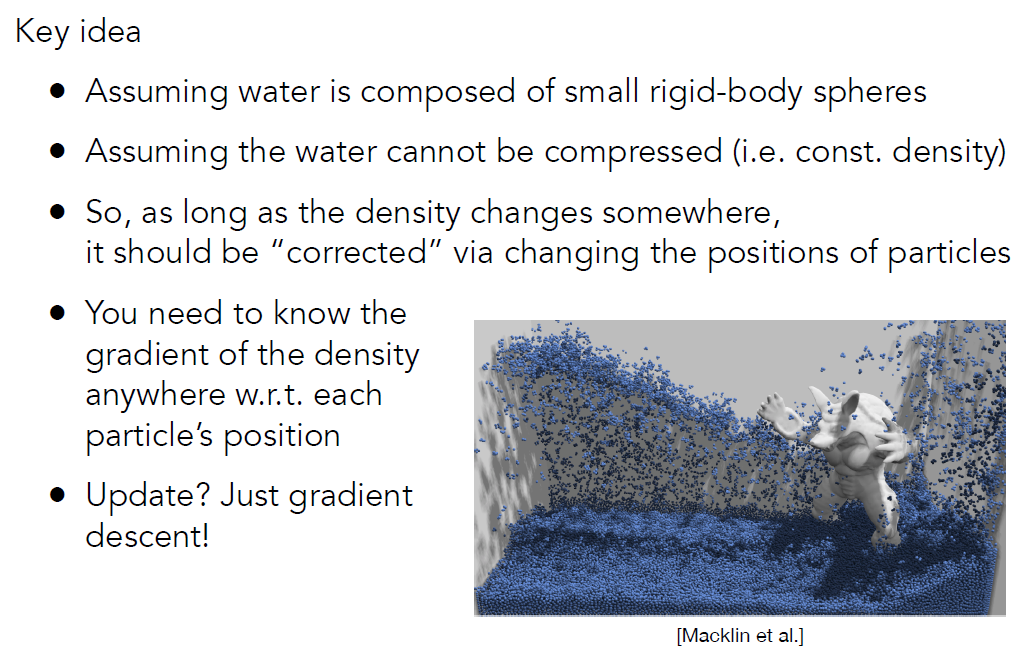 Key idea
● Assuming water is composed of small rigid-body spheres
● Assuming the water cannot be compressed (i.e. const. density)
● So, as long as the density changes somewhere,
it should be “corrected” via changing the positions of particles
● You need to know the
gradient of the density
anywhere w.r.t. each
particle’s position
● Update? Just gradient
descent!
[Macklin et al.]